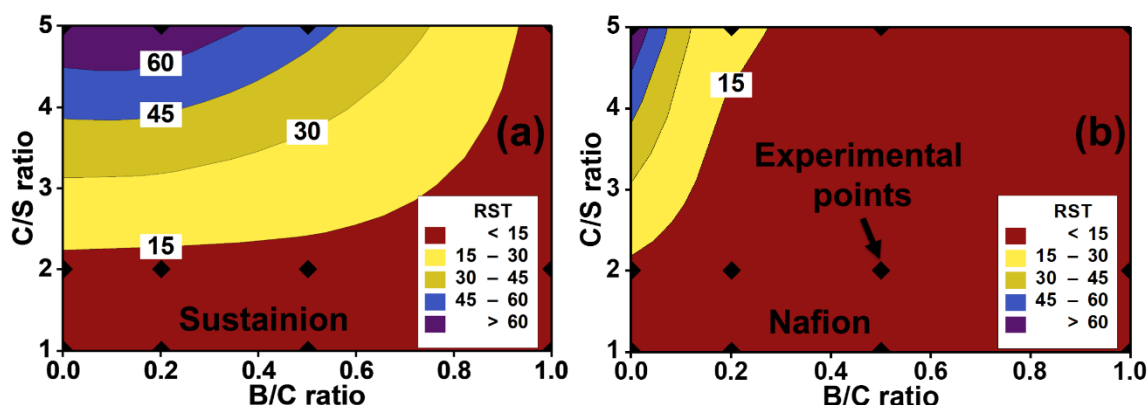 5
4
3
2
1
C/S ratio
0.0 0.2 0.4 0.6 0.8 1.0
B/C ratio
60
45
30
15
(a)
RST
< 15
15 – 30
30 – 45
45 – 60
> 60
Sustainion
5
4
3
2
1
C/S ratio
0.0 0.2 0.4 0.6 0.8 1.0
B/C ratio
15
(b)
Experimental
points
RST
< 15
15 – 30
30 – 45
45 – 60
> 60
Nafion